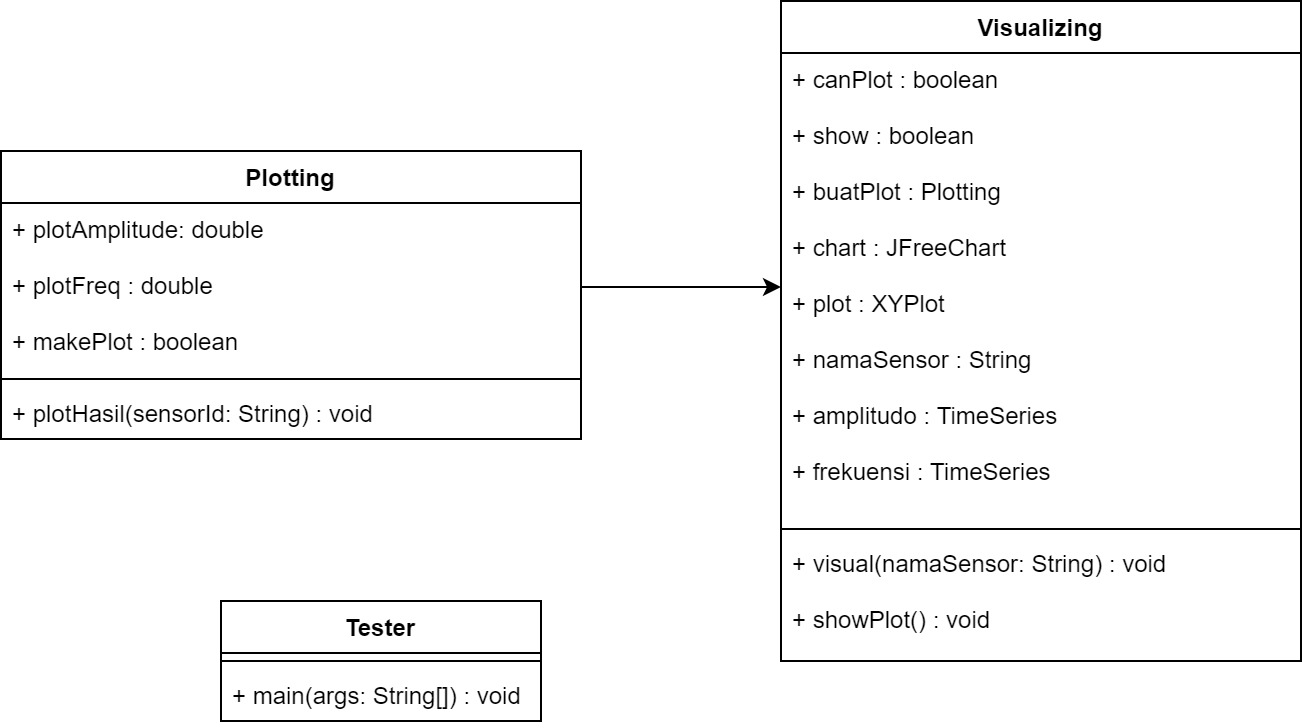 Plotting
+ plotAmplitude: double
+ plotFreq : double
+ makePlot : boolean
+ plotHasil(sensorId: String) : void
Visualizing
+ canPlot : boolean
+ show : boolean
+ buatPlot : Plotting
+ chart : JFreeChart
+ plot : XYPlot
+ namaSensor : String
+ amplitudo : TimeSeries
+ frekuensi : TimeSeries
+ visual(namaSensor: String) : void
+ showPlot() : void
Tester
+ main(args: String[]) : void